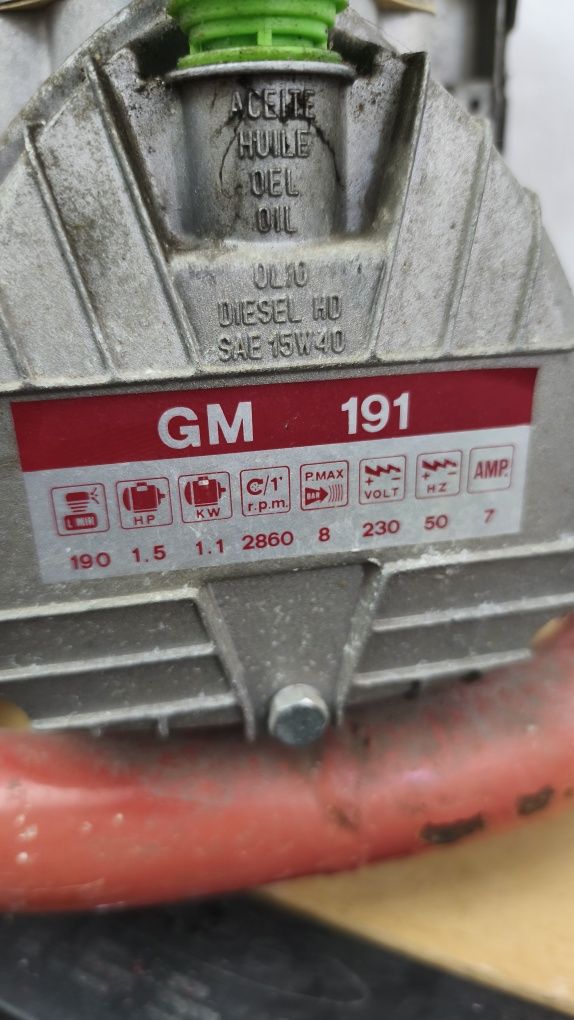 ACEITE
HUILE
OEL
OIL
OLIO
DIESEL HD
SAE 15W40
GM 191
L MIN HP KW C/1' r.p.m. P.MAX BAR VOLT HZ AMP.
190 1.5 1.1 2860 8 230 50 7